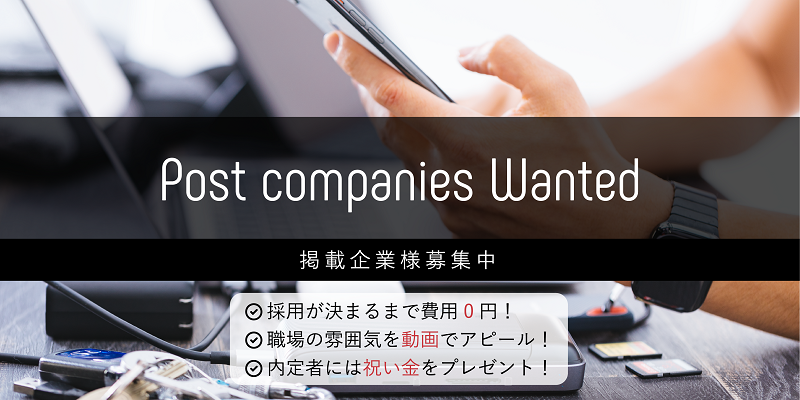 Post companies Wanted
掲載企業様募集中
採用が決まるまで費用0円！
職場の雰囲気を動画でアピール！
内定者には祝い金をプレゼント！